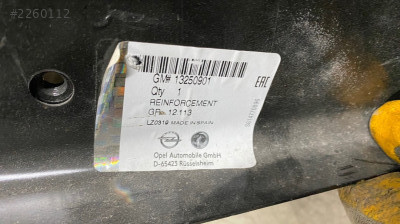 #2260112
GM# 13250901
Qty 1
REINFORCEMENT
GR. 12113
LZ0319 MADE IN SPAIN
Opel Automobile GmbH
D-65423 Rüsselsheim
EAC